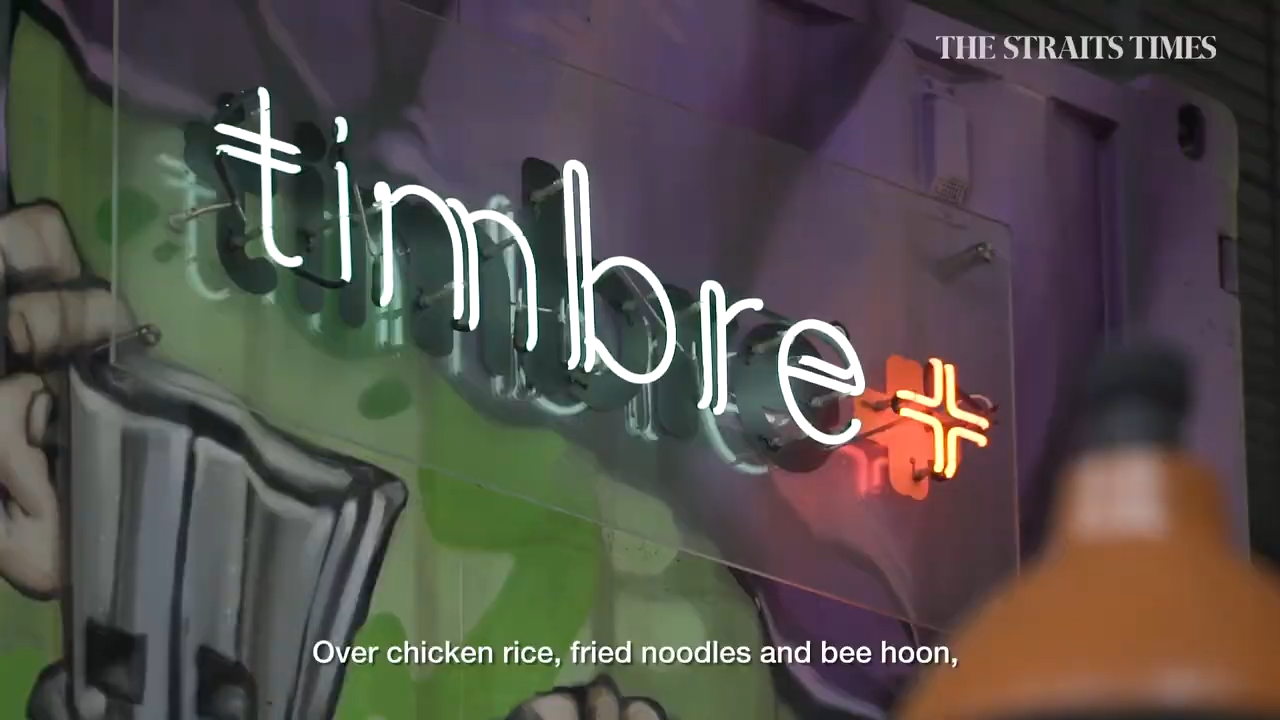 THE STRAITS TIMES
timbre+
Over chicken rice, fried noodles and bee hoon,